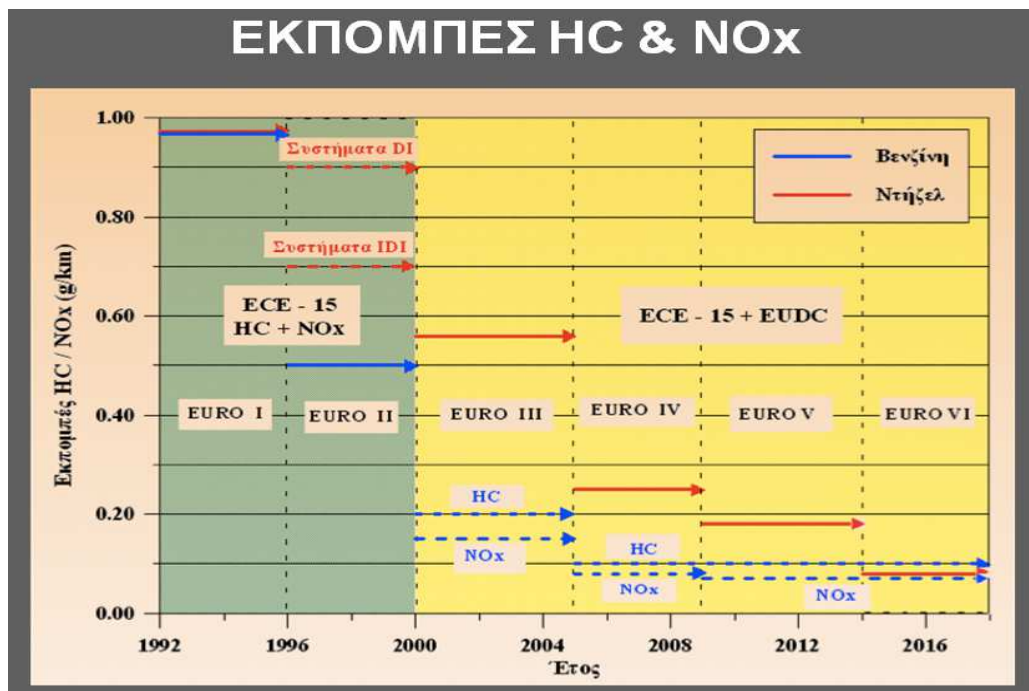 ΕΚΠΟΜΠΕΣ HC & NOx
Εκπομπές HC / NOx (g/km)
1.00
0.80
0.60
0.40
0.20
0.00
Συστήματα DI
Συστήματα IDI
ECE - 15
HC + NOx
ECE - 15 + EUDC
Βενζίνη
Ντήζελ
EURO I
EURO II
EURO III
EURO IV
EURO V
EURO VI
HC
NOx
HC
NOx
NOx
1992
1996
2000
2004
2008
2012
2016
Έτος